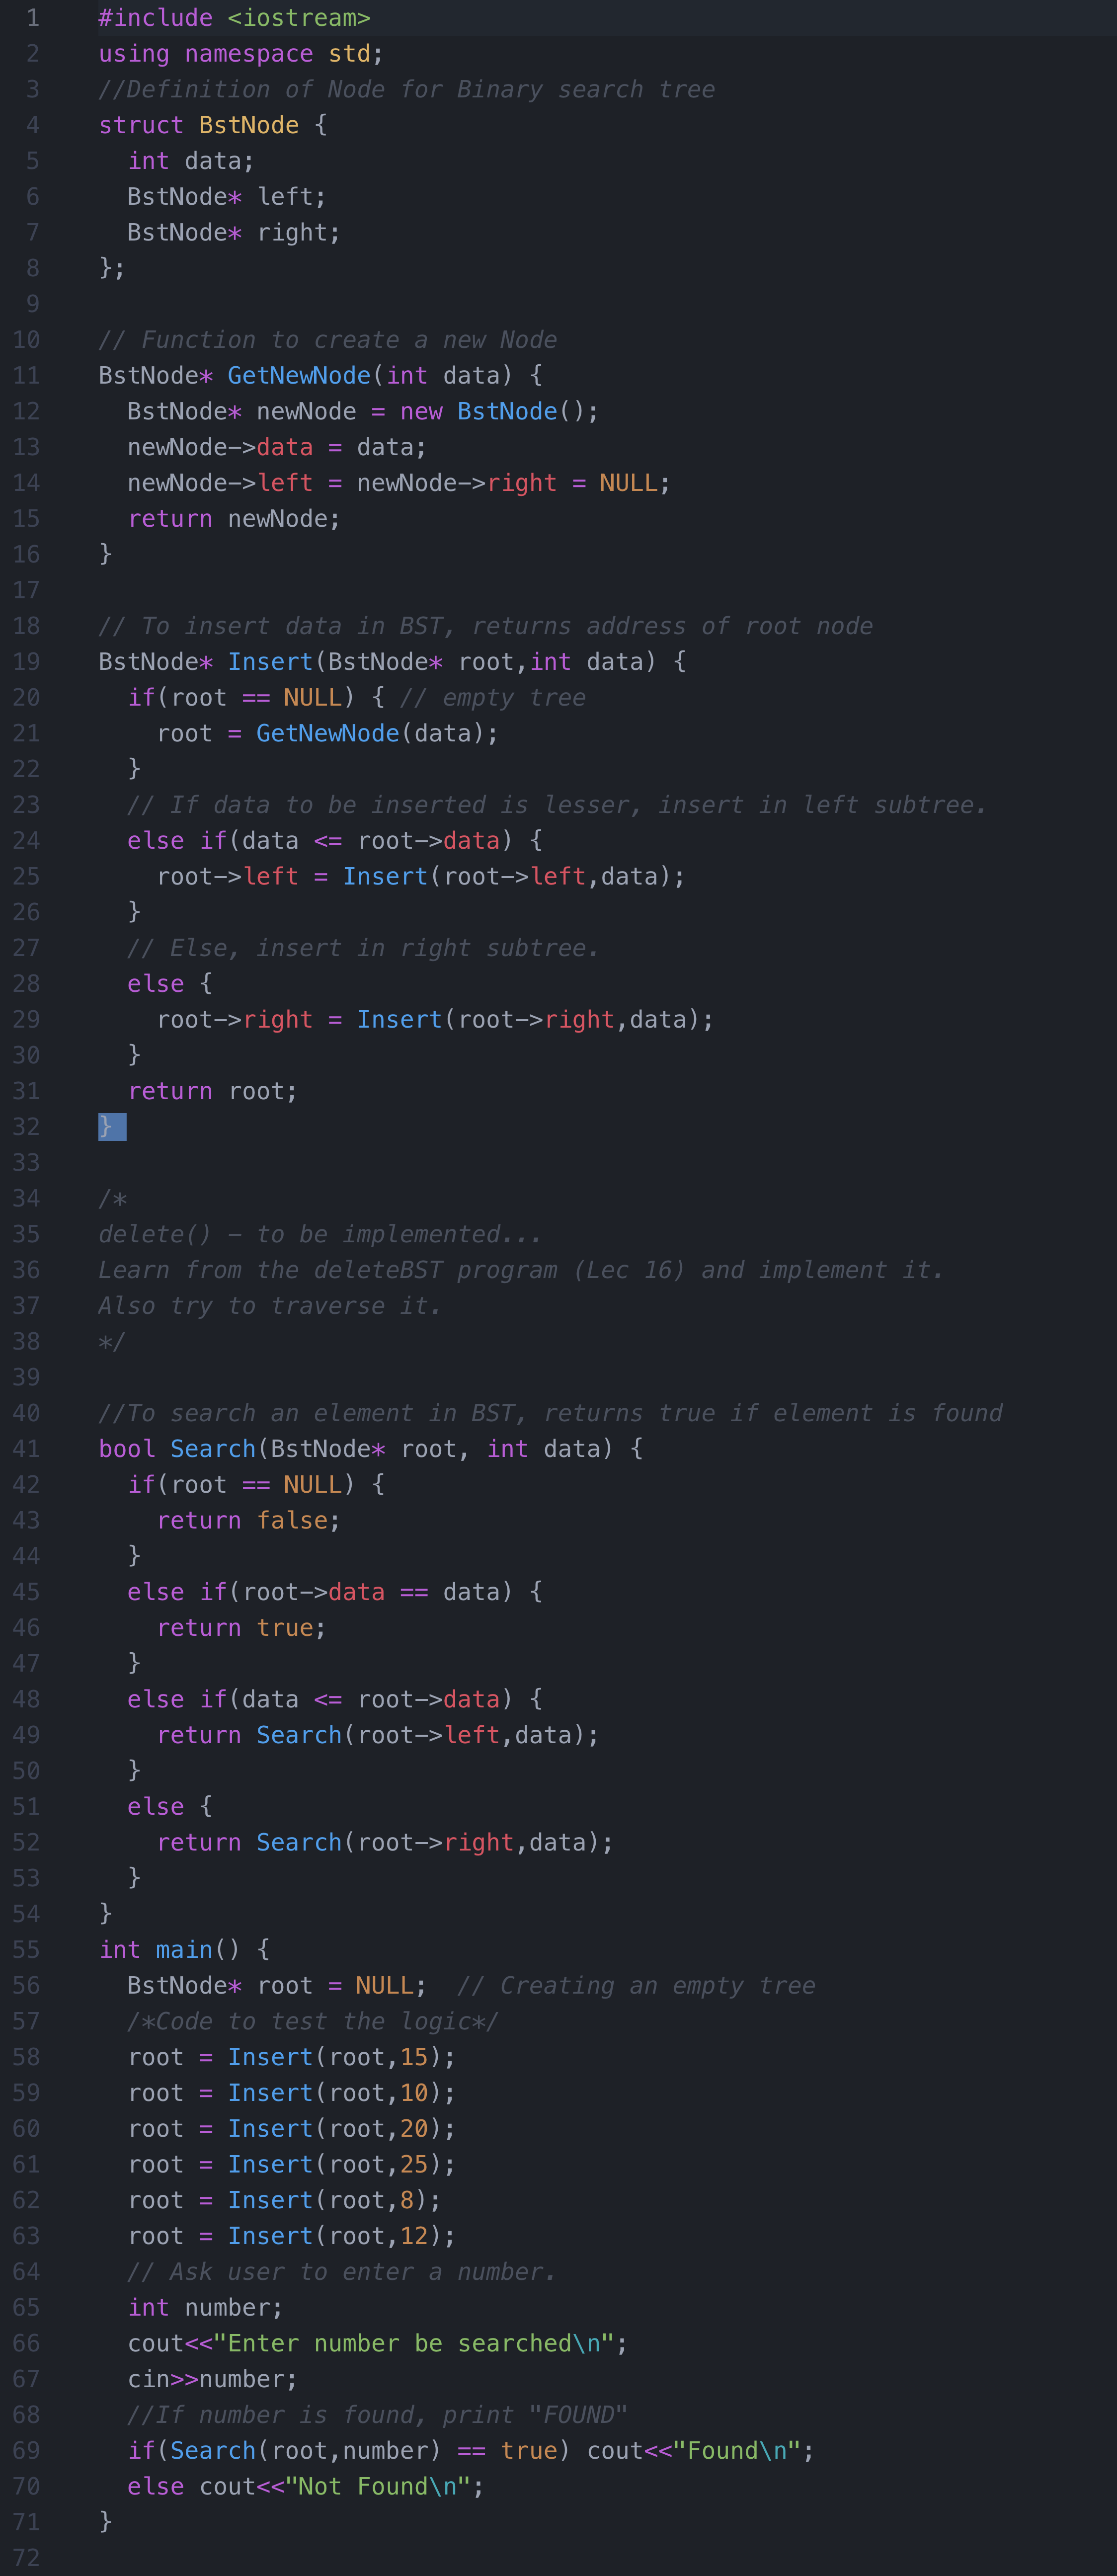 1 #include <iostream>
2 using namespace std;
3 //Definition of Node for Binary search tree
4 struct BstNode {
5   int data;
6   BstNode* left;
7   BstNode* right;
8 };
9
10 // Function to create a new Node
11 BstNode* GetNewNode(int data) {
12   BstNode* newNode = new BstNode();
13   newNode->data = data;
14   newNode->left = newNode->right = NULL;
15   return newNode;
16 }
17
18 // To insert data in BST, returns address of root node
19 BstNode* Insert(BstNode* root,int data) {
20   if(root == NULL) { // empty tree
21     root = GetNewNode(data);
22   }
23   // If data to be inserted is lesser, insert in left subtree.
24   else if(data <= root->data) {
25     root->left = Insert(root->left,data);
26   }
27   // Else, insert in right subtree.
28   else {
29     root->right = Insert(root->right,data);
30   }
31   return root;
32 }
33
34 /*
35 delete() - to be implemented...
36 Learn from the deleteBST program (Lec 16) and implement it.
37 Also try to traverse it.
38 */
39
40 //To search an element in BST, returns true if element is found
41 bool Search(BstNode* root, int data) {
42   if(root == NULL) {
43     return false;
44   }
45   else if(root->data == data) {
46     return true;
47   }
48   else if(data <= root->data) {
49     return Search(root->left,data);
50   }
51   else {
52     return Search(root->right,data);
53   }
54 }
55 int main() {
56   BstNode* root = NULL;  // Creating an empty tree
57   /*Code to test the logic*/
58   root = Insert(root,15);
59   root = Insert(root,10);
60   root = Insert(root,20);
61   root = Insert(root,25);
62   root = Insert(root,8);
63   root = Insert(root,12);
64   // Ask user to enter a number.
65   int number;
66   cout<<"Enter number be searched\n";
67   cin>>number;
68   //If number is found, print "FOUND"
69   if(Search(root,number) == true) cout<<"Found\n";
70   else cout<<"Not Found\n";
71 }
72